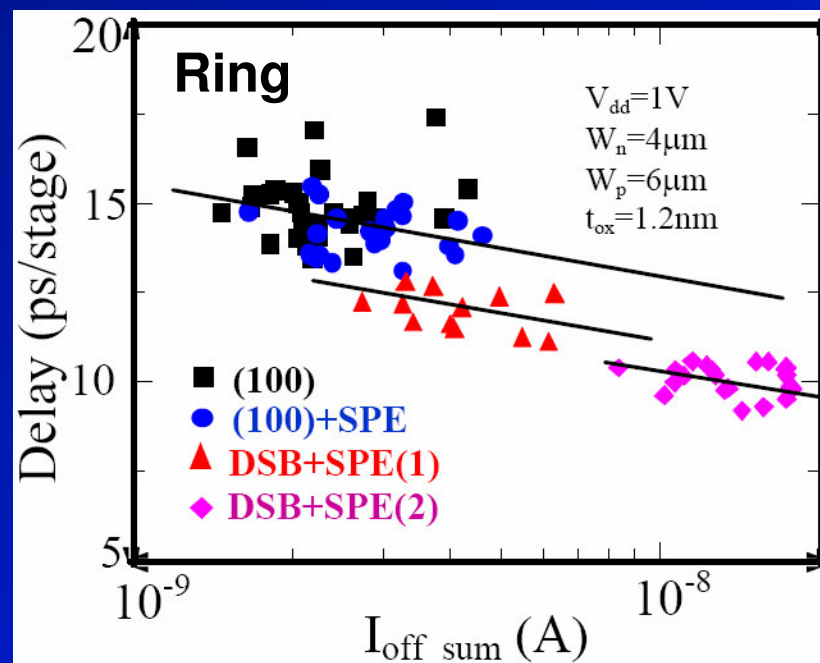 20
Ring
V_dd=1V
W_n=4μm
W_p=6μm
t_ox=1.2nm
15
Delay (ps/stage)
10
(100)
(100)+SPE
DSB+SPE(1)
DSB+SPE(2)
5
10^-9
10^-8
I_off sum (A)